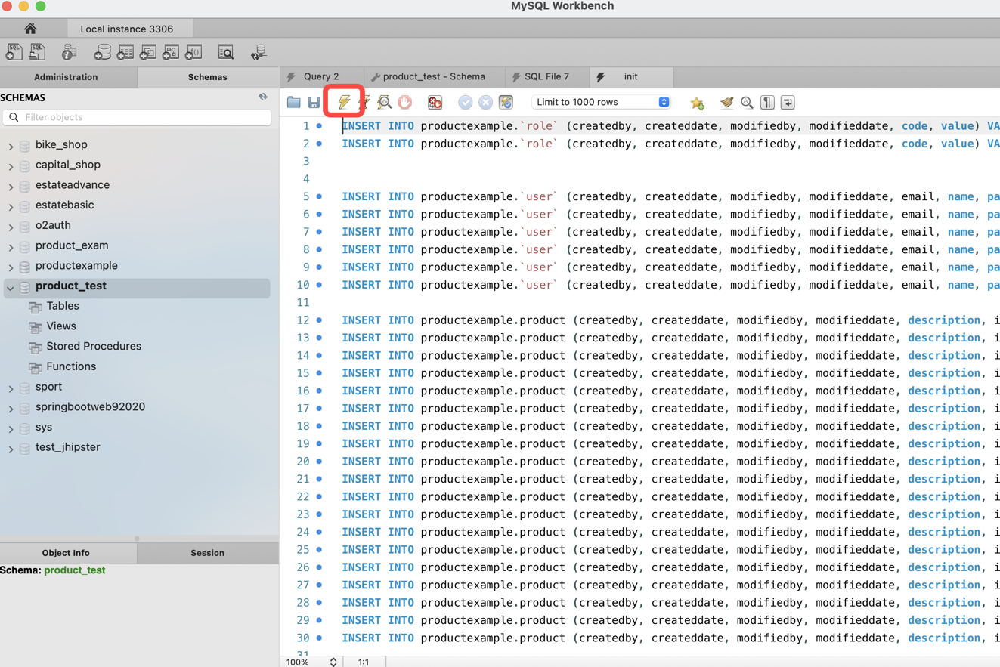 MySQL Workbench
Local instance 3306
SQL SQL
Administration Schemas
Query 2 product_test - Schema SQL File 7 init
SCHEMAS
Filter objects
bike_shop
capital_shop
estateadvance
estatebasic
o2auth
product_exam
productexample
product_test
Tables
Views
Stored Procedures
Functions
sport
springbootweb92020
sys
test_jhipster
Object Info Session
Schema: product_test
Limit to 1000 rows
1 INSERT INTO productexample.`role` (createdby, createddate, modifiedby, modifieddate, code, value) VA
2 INSERT INTO productexample.`role` (createdby, createddate, modifiedby, modifieddate, code, value) VA
3
4
5 INSERT INTO productexample.`user` (createdby, createddate, modifiedby, modifieddate, email, name, pa
6 INSERT INTO productexample.`user` (createdby, createddate, modifiedby, modifieddate, email, name, pa
7 INSERT INTO productexample.`user` (createdby, createddate, modifiedby, modifieddate, email, name, pa
8 INSERT INTO productexample.`user` (createdby, createddate, modifiedby, modifieddate, email, name, pa
9 INSERT INTO productexample.`user` (createdby, createddate, modifiedby, modifieddate, email, name, pa
10 INSERT INTO productexample.`user` (createdby, createddate, modifiedby, modifieddate, email, name, pa
11
12 INSERT INTO productexample.product (createdby, createddate, modifiedby, modifieddate, description, i
13 INSERT INTO productexample.product (createdby, createddate, modifiedby, modifieddate, description, i
14 INSERT INTO productexample.product (createdby, createddate, modifiedby, modifieddate, description, i
15 INSERT INTO productexample.product (createdby, createddate, modifiedby, modifieddate, description, i
16 INSERT INTO productexample.product (createdby, createddate, modifiedby, modifieddate, description, i
17 INSERT INTO productexample.product (createdby, createddate, modifiedby, modifieddate, description, i
18 INSERT INTO productexample.product (createdby, createddate, modifiedby, modifieddate, description, i
19 INSERT INTO productexample.product (createdby, createddate, modifiedby, modifieddate, description, i
20 INSERT INTO productexample.product (createdby, createddate, modifiedby, modifieddate, description, i
21 INSERT INTO productexample.product (createdby, createddate, modifiedby, modifieddate, description, i
22 INSERT INTO productexample.product (createdby, createddate, modifiedby, modifieddate, description, i
23 INSERT INTO productexample.product (createdby, createddate, modifiedby, modifieddate, description, i
24 INSERT INTO productexample.product (createdby, createddate, modifiedby, modifieddate, description, i
25 INSERT INTO productexample.product (createdby, createddate, modifiedby, modifieddate, description, i
26 INSERT INTO productexample.product (createdby, createddate, modifiedby, modifieddate, description, i
27 INSERT INTO productexample.product (createdby, createddate, modifiedby, modifieddate, description, i
28 INSERT INTO productexample.product (createdby, createddate, modifiedby, modifieddate, description, i
29 INSERT INTO productexample.product (createdby, createddate, modifiedby, modifieddate, description, i
30 INSERT INTO productexample.product (createdby, createddate, modifiedby, modifieddate, description, i
31
100% 1:1